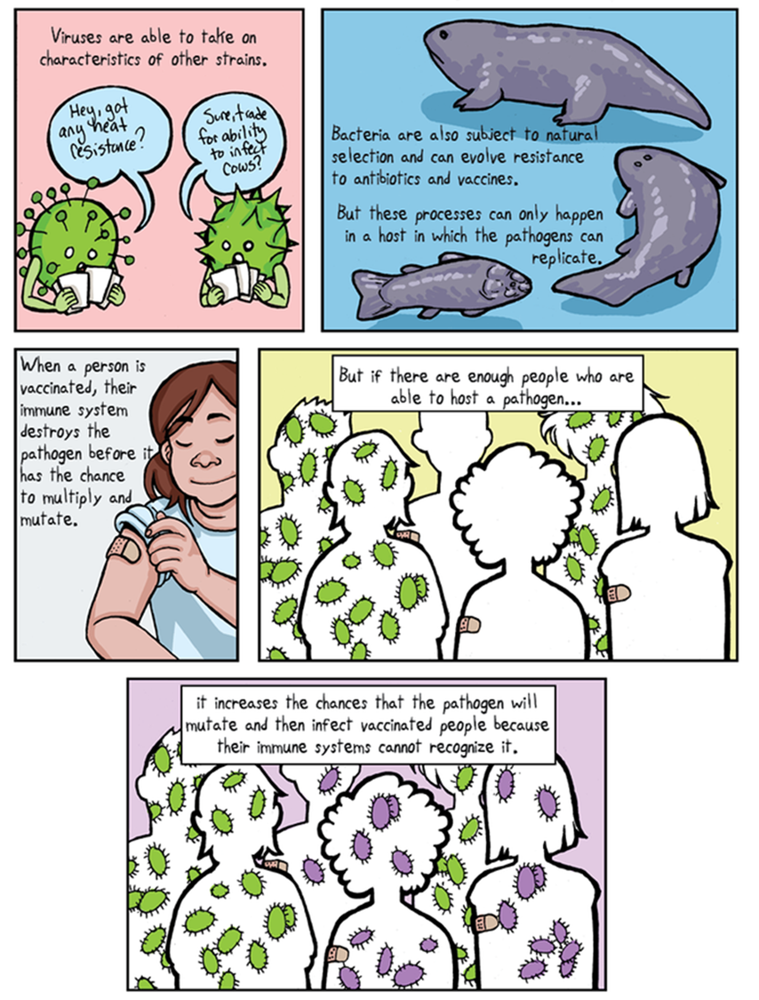 Viruses are able to take on
characteristics of other strains.
Hey, got
any heat
resistance?
Sure, trade
for ability
to infect
cows?
Bacteria are also subject to natural
selection and can evolve resistance
to antibiotics and vaccines.
But these processes can only happen
in a host in which the pathogens can
replicate.
When a person is
vaccinated, their
immune system
destroys the
pathogen before it
has the chance
to multiply and
mutate.
But if there are enough people who are
able to host a pathogen...
it increases the chances that the pathogen will
mutate and then infect vaccinated people because
their immune systems cannot recognize it.